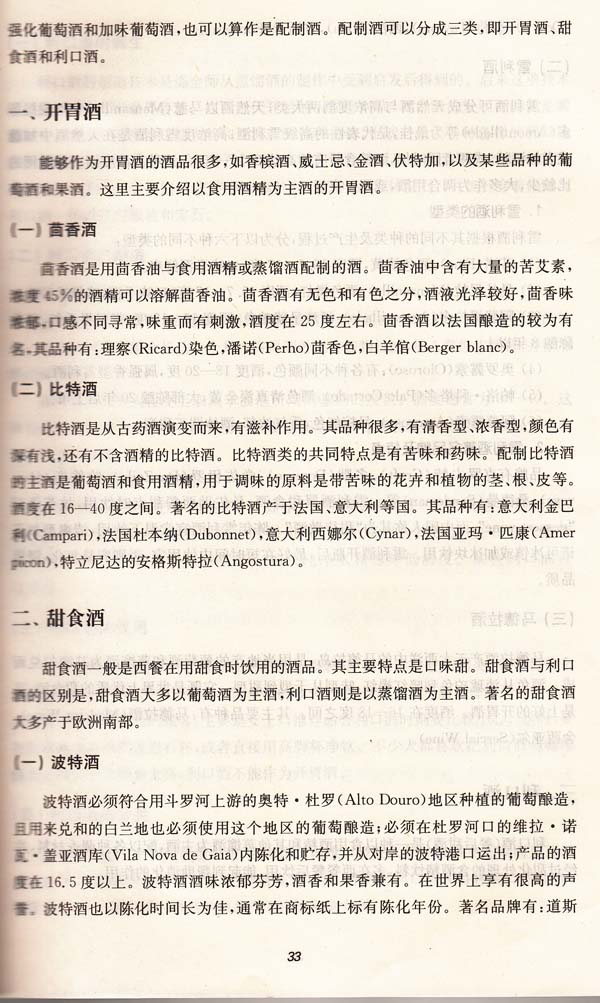 强化葡萄酒和加味葡萄酒,也可以算作是配制酒。配制酒可以分成三类,即开胃酒、甜
食酒和利口酒。
一、开胃酒
能够作为开胃酒的酒品很多,如香槟酒、威士忌、金酒、伏特加,以及某些品种的葡
萄酒和果酒。这里主要介绍以食用酒精为主酒的开胃酒。
(一) 茴香酒
茴香酒是用茴香油与食用酒精或蒸馏酒配制的酒。茴香油中含有大量的苦艾素,
浓度 45%的酒精可以溶解茴香油。茴香酒有无色和有色之分,酒液光泽较好,茴香味
浓郁,口感不同寻常,味重而有刺激,酒度在 25 度左右。茴香酒以法国酿造的较为有
名,其品种有:理察(Ricard)染色,潘诺(Perho)茴香色,白羊馆(Berger blanc)。
(二) 比特酒
比特酒是从古药酒演变而来,有滋补作用。其品种很多,有清香型、浓香型,颜色有
深有浅,还有不含酒精的比特酒。比特酒类的共同特点是有苦味和药味。配制比特酒
的主酒是葡萄酒和食用酒精,用于调味的原料是带苦味的花卉和植物的茎、根、皮等。
酒度在 16—40 度之间。著名的比特酒产于法国、意大利等国。其品种有:意大利金巴
利(Campari),法国杜本纳(Dubonnet),意大利西娜尔(Cynar),法国亚玛·匹康(Amer
picon),特立尼达的安格斯特拉(Angostura)。
二、甜食酒
甜食酒一般是西餐在用甜食时饮用的酒品。其主要特点是口味甜。甜食酒与利口
酒的区别是,甜食酒大多以葡萄酒为主酒,利口酒则是以蒸馏酒为主酒。著名的甜食酒
大多产于欧洲南部。
(一) 波特酒
波特酒必须符合用斗罗河上游的奥特·杜罗(Alto Douro)地区种植的葡萄酿造,
且用来兑和的白兰地也必须使用这个地区的葡萄酿造;必须在杜罗河口的维拉·诺
瓦·盖亚酒库(Vila Nova de Gaia)内陈化和贮存,并从对岸的波特港口运出;产品的酒
度在 16.5 度以上。波特酒酒味浓郁芬芳,酒香和果香兼有。在世界上享有很高的声
誉。波特酒也以陈化时间长为佳,通常在商标纸上标有陈化年份。著名品牌有:道斯
33